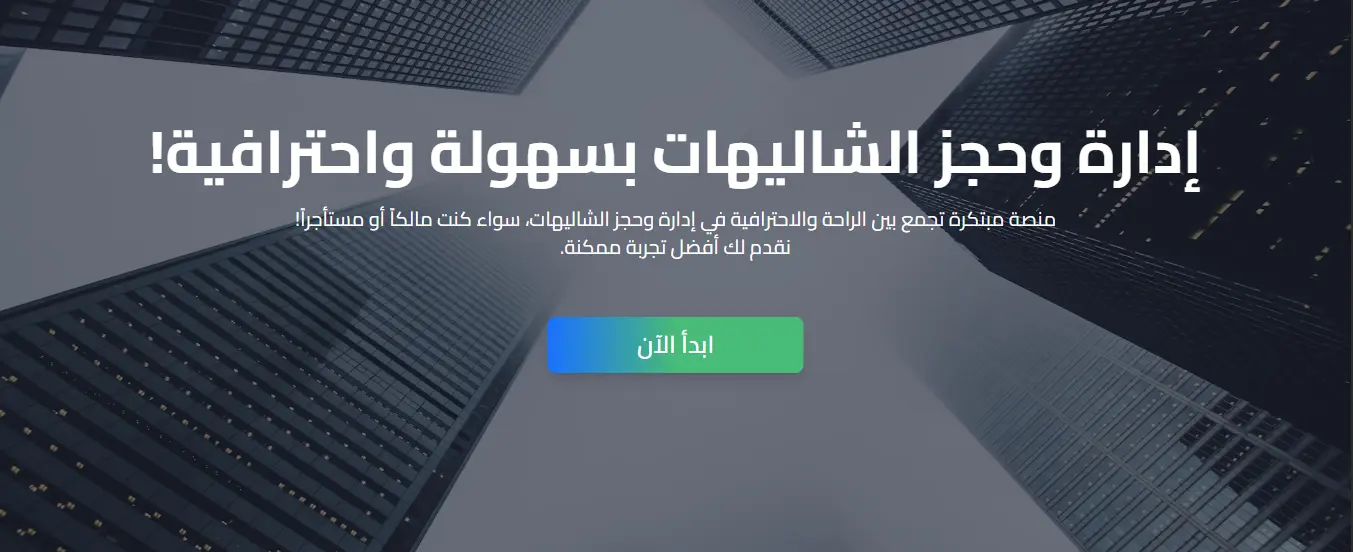 إدارة وحجز الشاليهات بسهولة واحترافية!
منصة مبتكرة تجمع بين الراحة والاحترافية في إدارة وحجز الشاليهات، سواء كنت مالكاً أو مستأجراً!
نقدم لك أفضل تجربة ممكنة.
ابدأ الآن